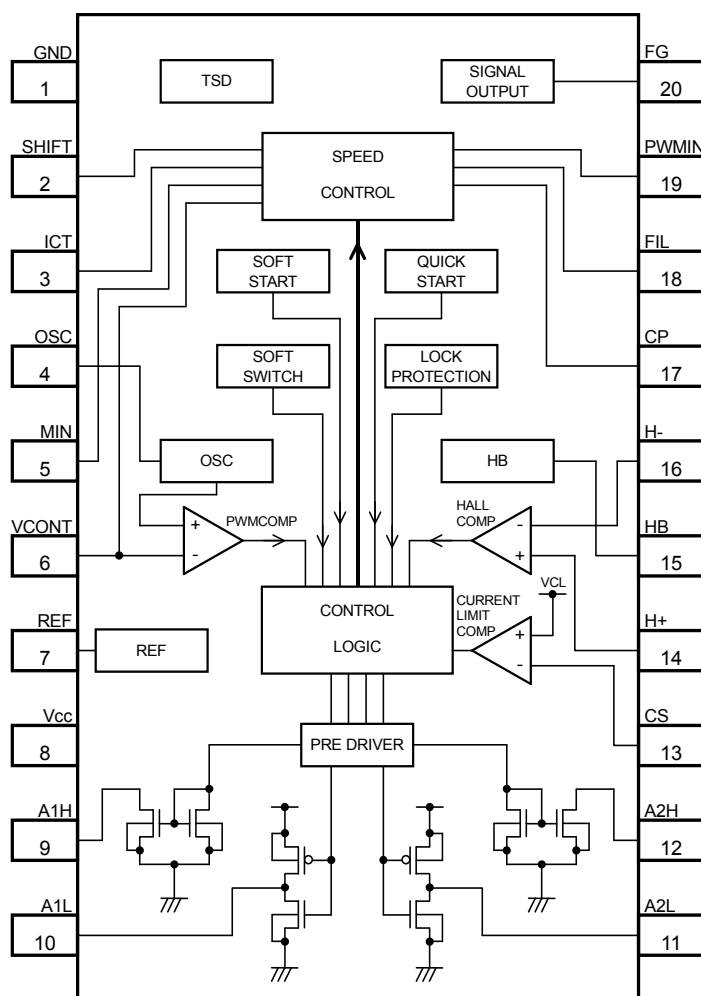 GND
1
TSD
SIGNAL
OUTPUT
FG
20
SHIFT
2
SPEED
CONTROL
PWMIN
19
ICT
3
SOFT
START
QUICK
START
FIL
18
OSC
4
SOFT
SWITCH
LOCK
PROTECTION
CP
17
MIN
5
OSC
HB
H-
16
VCONT
6
+
-
PWMCOMP
HALL
COMP
-
+
HB
15
REF
7
REF
CONTROL
LOGIC
CURRENT
LIMIT
COMP
VCL
+
-
H+
14
Vcc
8
PRE DRIVER
CS
13
A1H
9
A2H
12
A1L
10
A2L
11